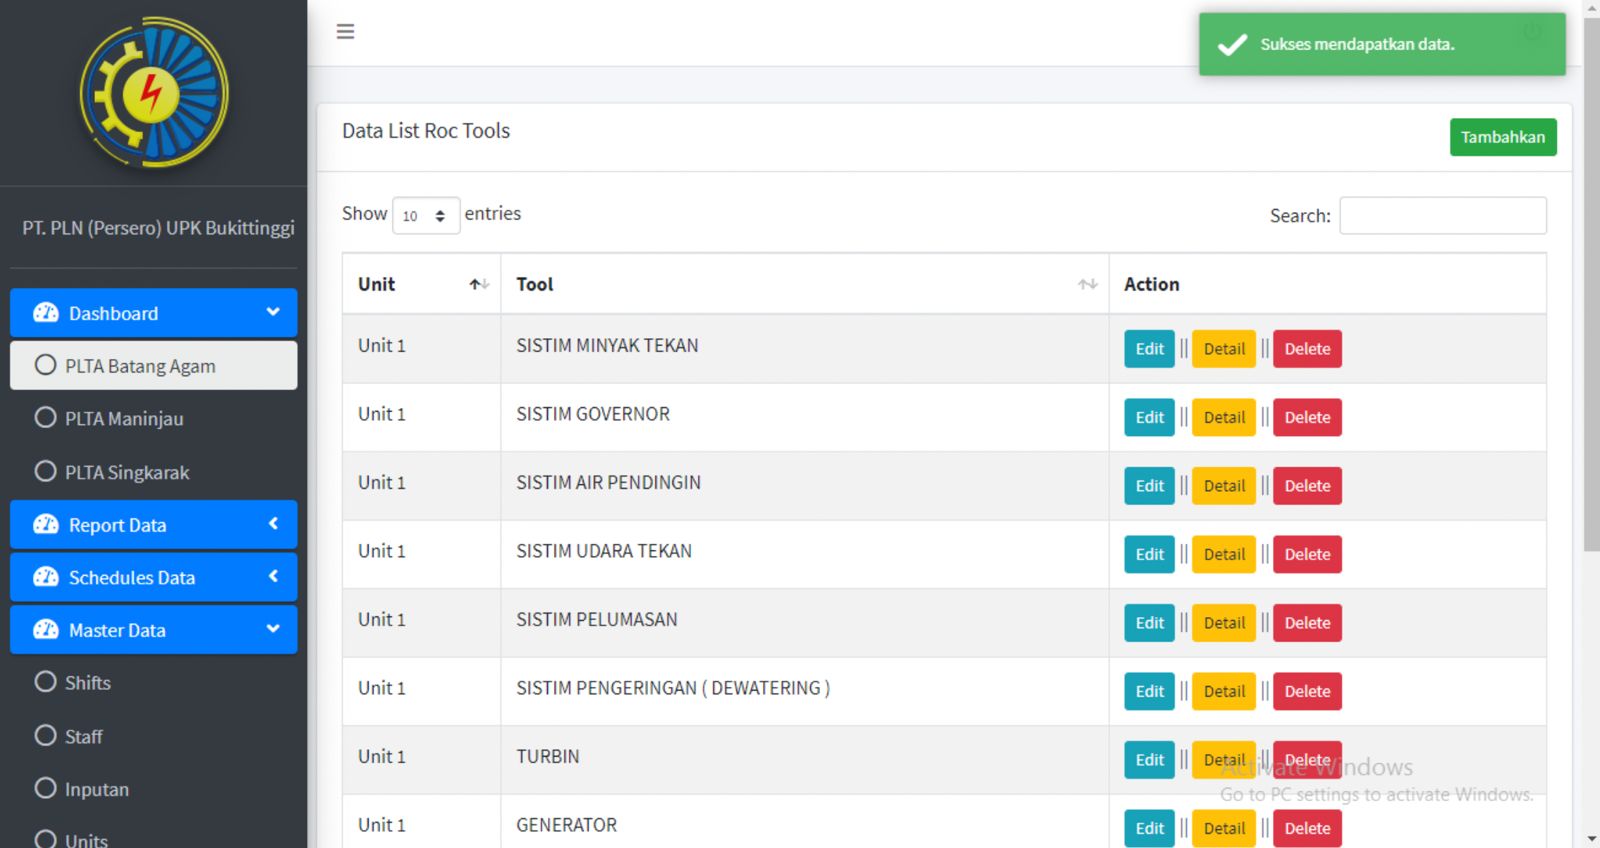 Sukses mendapatkan data.
Data List Roc Tools
Tambahkan
PT. PLN (Persero) UPK Bukittinggi
Show 10 entries
Search:
Dashboard
PLTA Batang Agam
PLTA Maninjau
PLTA Singkarak
Report Data
Schedules Data
Master Data
Shifts
Staff
Inputan
Units
Unit Tool Action
Unit 1 SISTIM MINYAK TEKAN Edit || Detail || Delete
Unit 1 SISTIM GOVERNOR Edit || Detail || Delete
Unit 1 SISTIM AIR PENDINGIN Edit || Detail || Delete
Unit 1 SISTIM UDARA TEKAN Edit || Detail || Delete
Unit 1 SISTIM PELUMASAN Edit || Detail || Delete
Unit 1 SISTIM PENGERINGAN ( DEWATERING ) Edit || Detail || Delete
Unit 1 TURBIN Edit || Detail || Delete
Unit 1 GENERATOR Edit || Detail || Delete
Activate Windows
Go to PC settings to activate Windows.